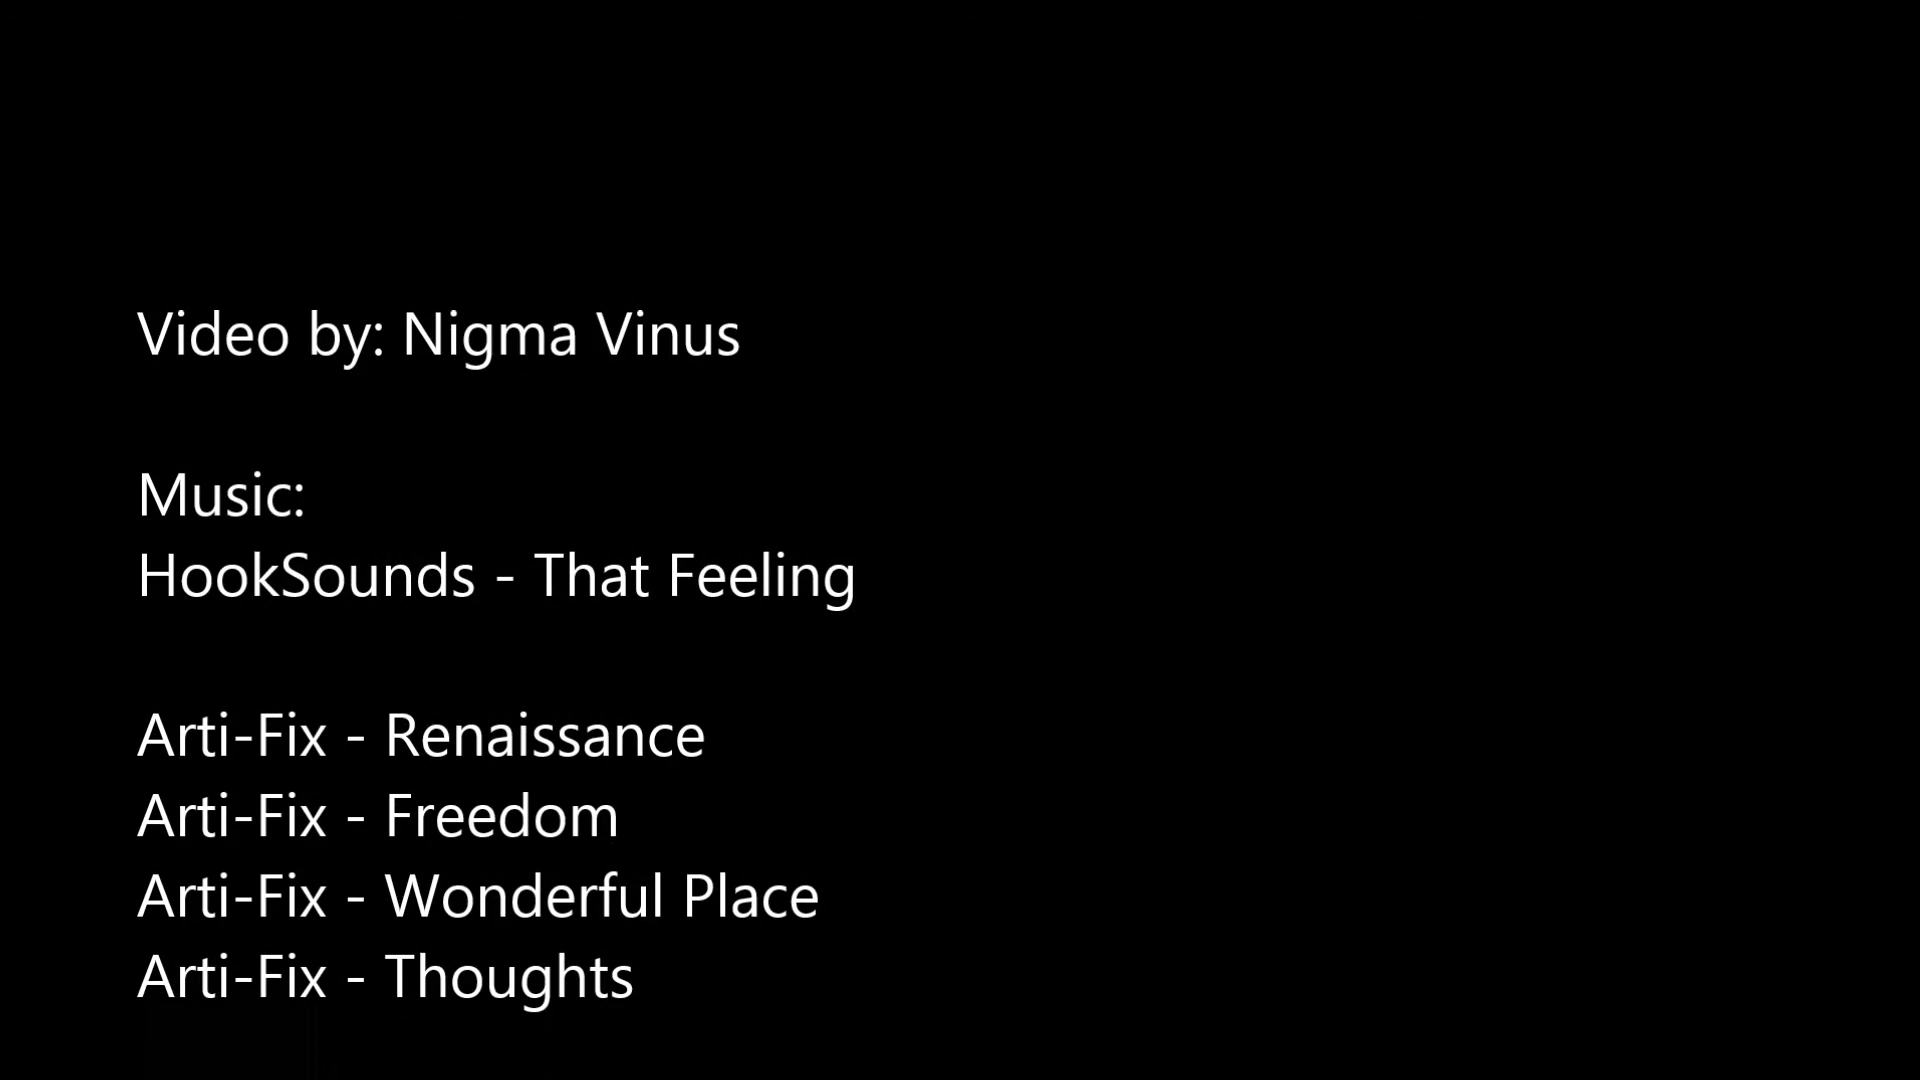 Video by: Nigma Vinus
Music:
HookSounds - That Feeling
Arti-Fix - Renaissance
Arti-Fix - Freedom
Arti-Fix - Wonderful Place
Arti-Fix - Thoughts